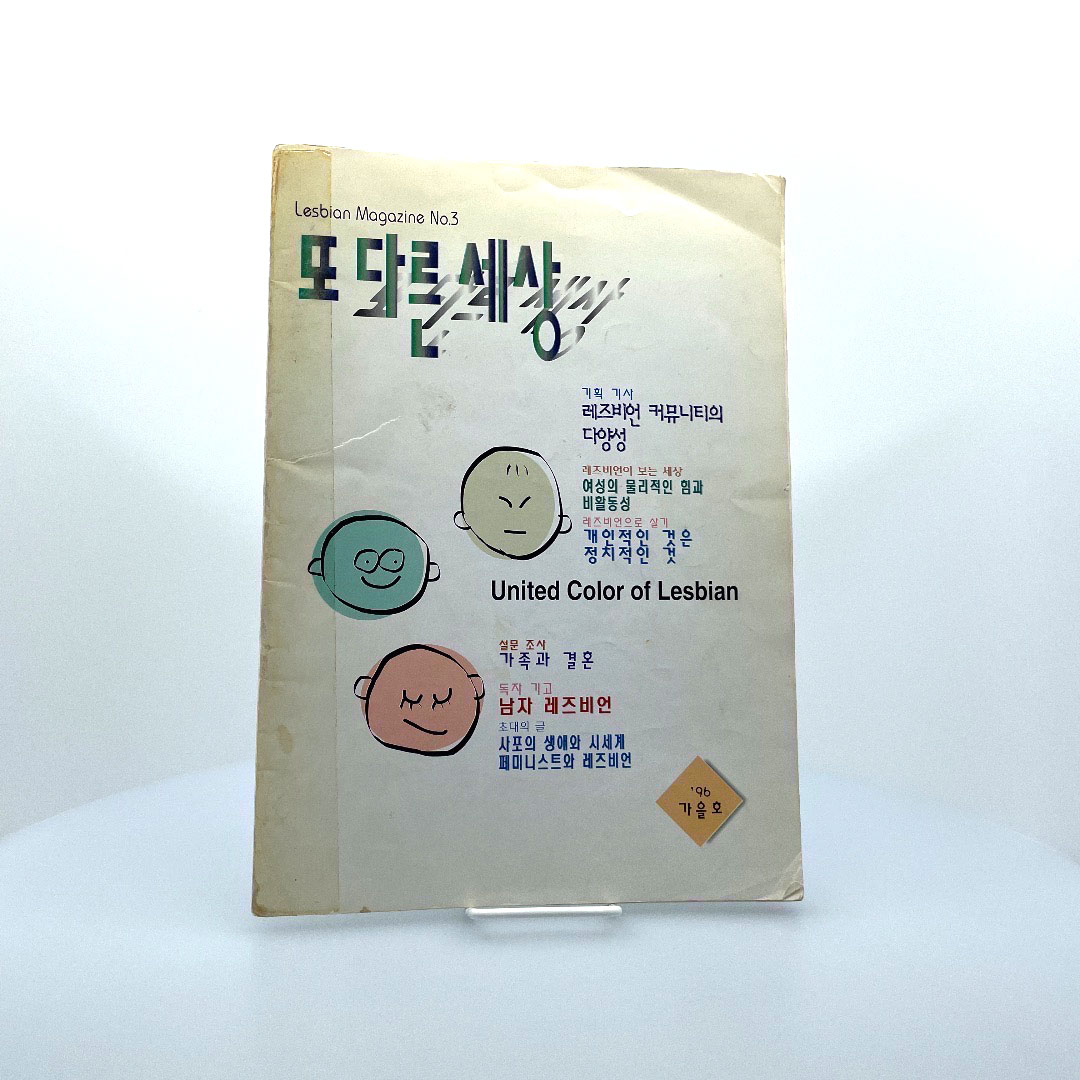 Lesbian Magazine No.3
또 다른 세상
기획 기사
레즈비언 커뮤니티의
다양성
레즈비언이 보는 세상
여성의 물리적인 힘과
비활동성
레즈비언으로 살기
개인적인 것은
정치적인 것
United Color of Lesbian
설문 조사
가족과 결혼
독자 기고
남자 레즈비언
초대의 글
사포의 생애와 시세계
페미니스트와 레즈비언
'96
가을호